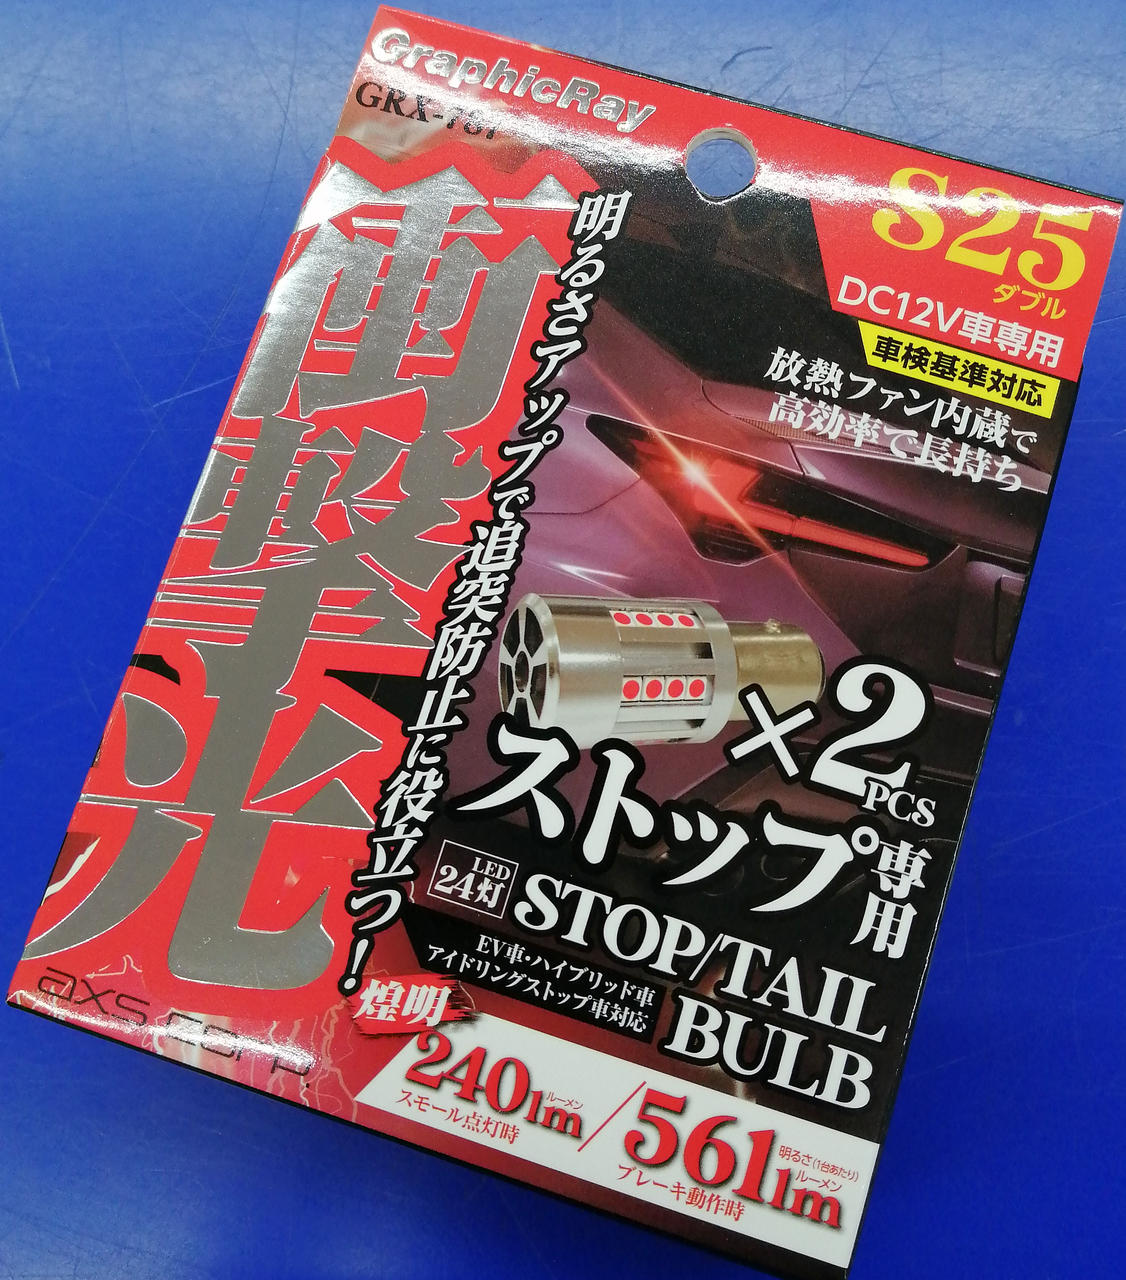 GraphicRay
GRX-787
衝撃光
明るさアップで追突防止に役立つ！
S25
ダブル
DC12V車専用
車検基準対応
放熱ファン内蔵で
高効率で長持ち
×2PCS
ストップ専用
LED
24灯
STOP/TAIL
BULB
EV車・ハイブリッド車
アイドリングストップ車対応
煌明
240lm
ルーメン
スモール点灯時
561lm
明るさ(1台あたり)
ルーメン
ブレーキ動作時
axs corp.